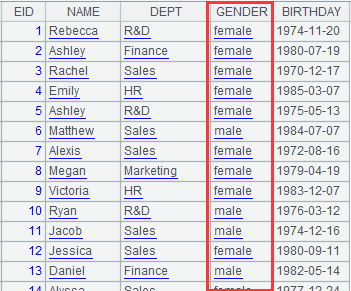 EID NAME DEPT GENDER BIRTHDAY
1 Rebecca R&D female 1974-11-20
2 Ashley Finance female 1980-07-19
3 Rachel Sales female 1970-12-17
4 Emily HR female 1985-03-07
5 Ashley R&D female 1975-05-13
6 Matthew Sales male 1984-07-07
7 Alexis Sales female 1972-08-16
8 Megan Marketing female 1979-04-19
9 Victoria HR female 1983-12-07
10 Ryan R&D male 1976-03-12
11 Jacob Sales male 1974-12-16
12 Jessica Sales female 1980-09-11
13 Daniel Finance male 1982-05-14
14 Alyssa Sales female 1977-12-24